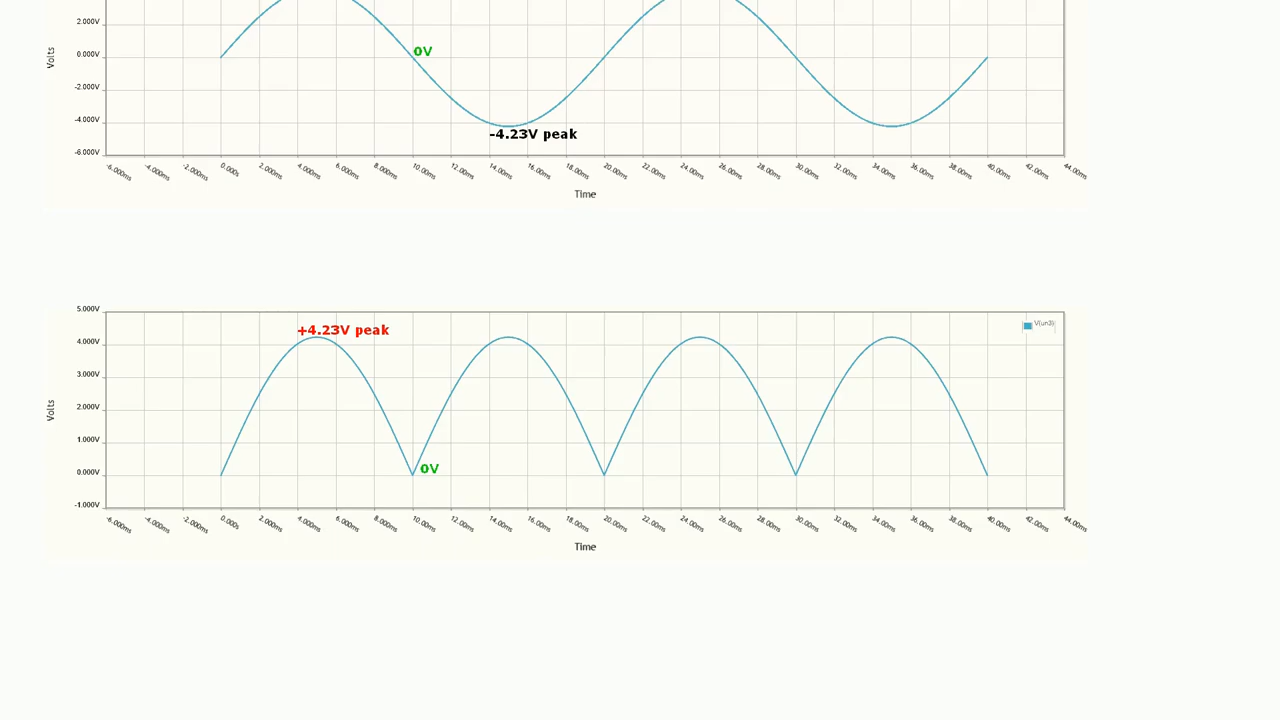 2.000V
0.000V
-2.000V
-4.000V
-6.000V
Volts
0V
-4.23V peak
-6.000ms -4.000ms -2.000ms 0.000s 2.000ms 4.000ms 6.000ms 8.000ms 10.00ms 12.00ms 14.00ms 16.00ms 18.00ms 20.00ms 22.00ms 24.00ms 26.00ms 28.00ms 30.00ms 32.00ms 34.00ms 36.00ms 38.00ms 40.00ms 42.00ms 44.00ms
Time
5.000V
4.000V
3.000V
2.000V
1.000V
0.000V
-1.000V
Volts
+4.23V peak
V(un3)
0V
-6.000ms -4.000ms -2.000ms 0.000s 2.000ms 4.000ms 6.000ms 8.000ms 10.00ms 12.00ms 14.00ms 16.00ms 18.00ms 20.00ms 22.00ms 24.00ms 26.00ms 28.00ms 30.00ms 32.00ms 34.00ms 36.00ms 38.00ms 40.00ms 42.00ms 44.00ms
Time